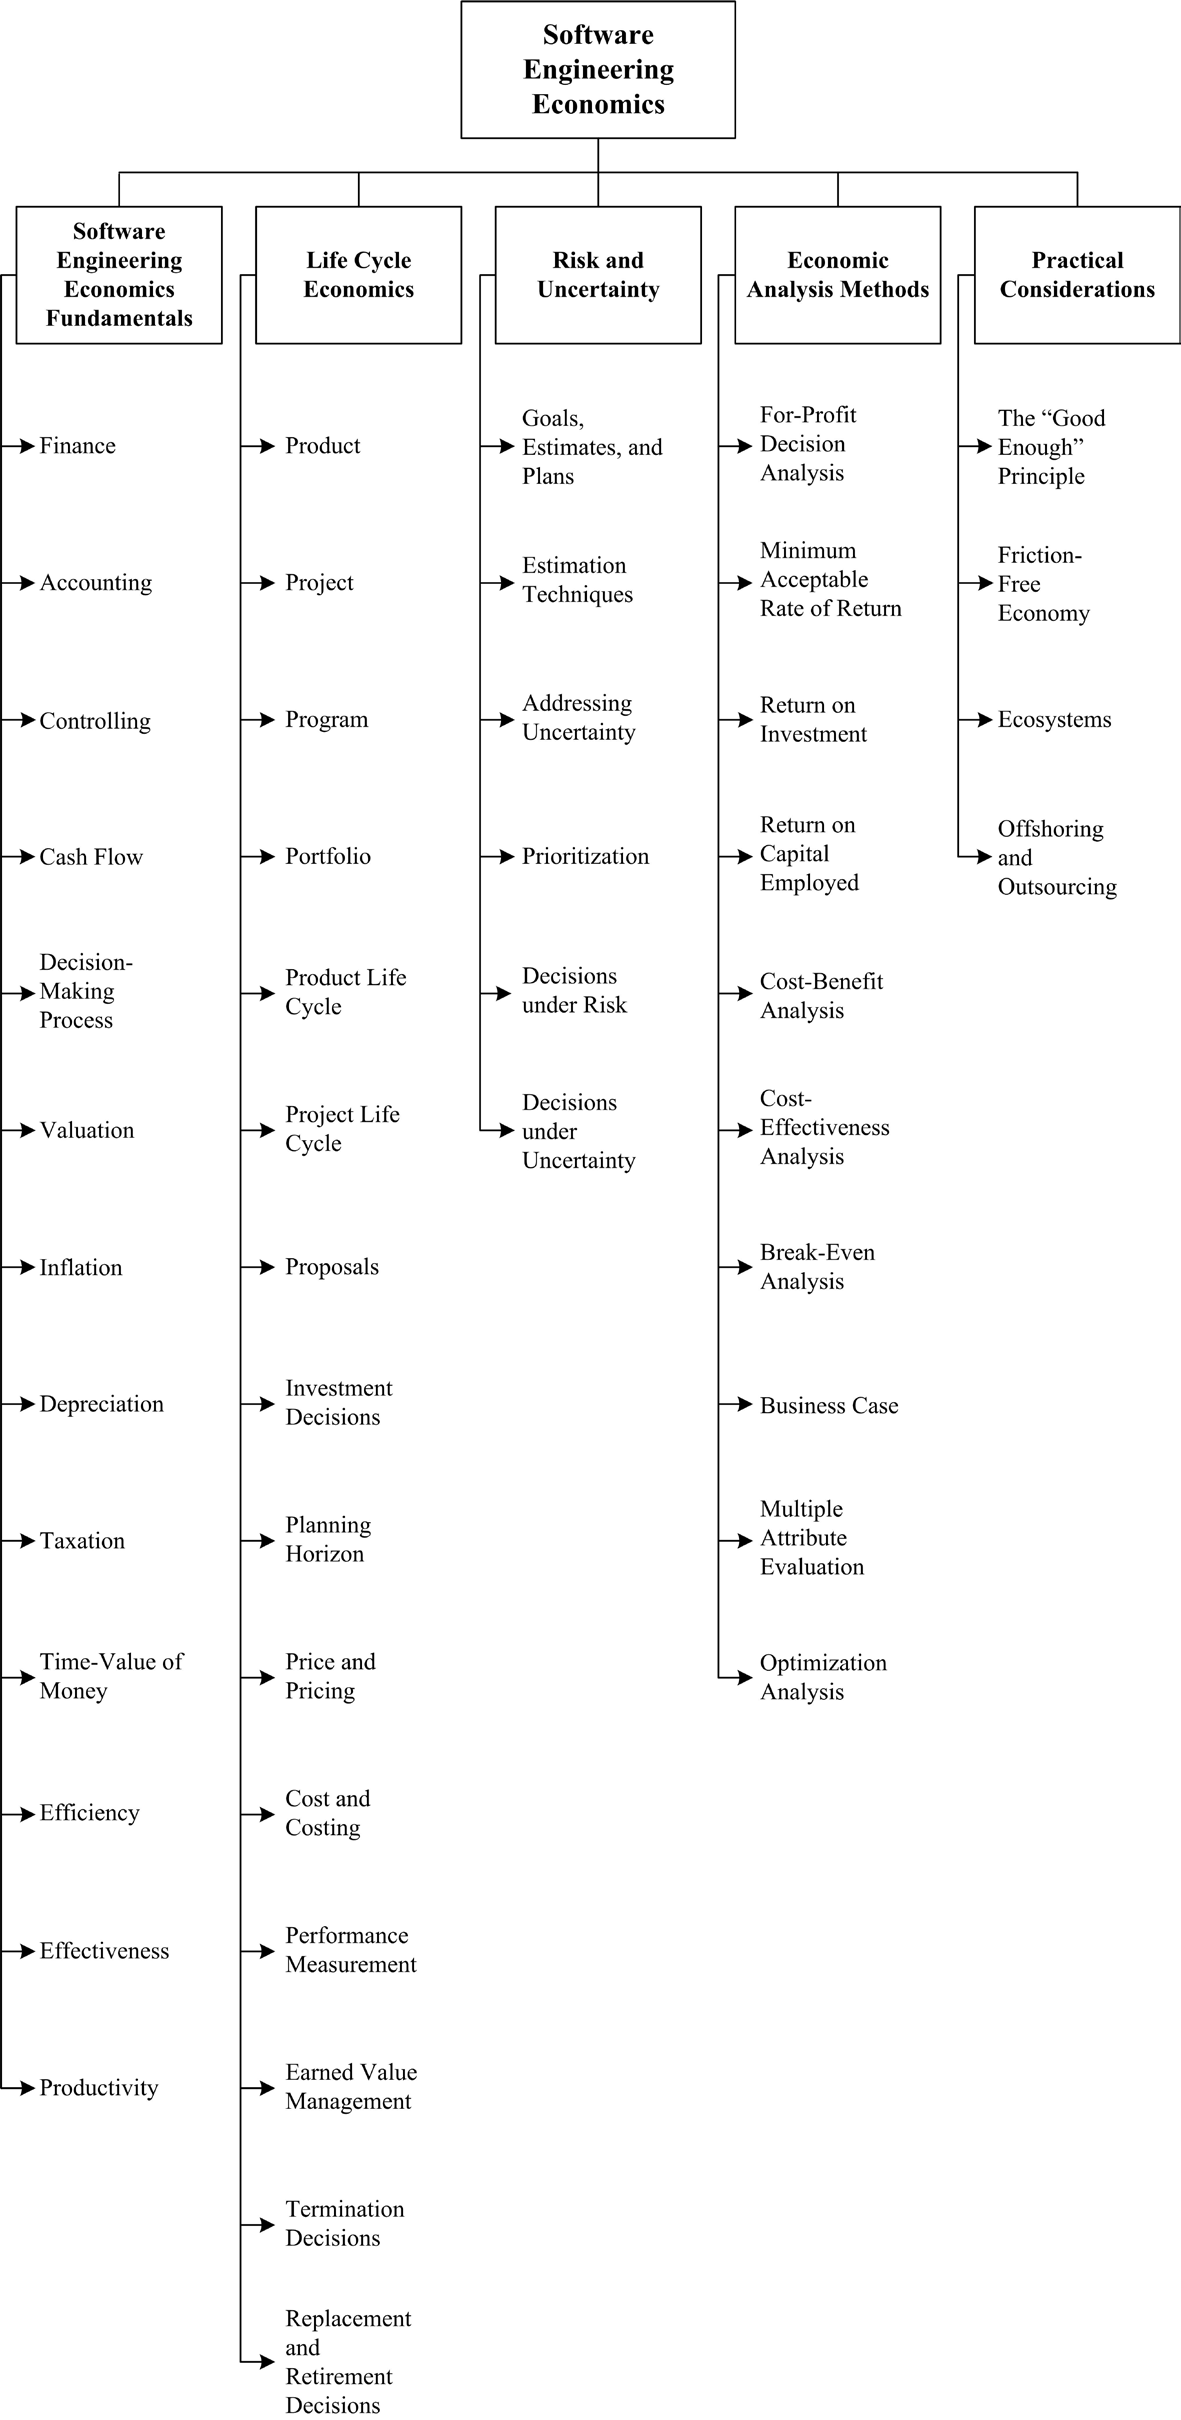 Software
Engineering
Economics
Software
Engineering
Economics
Fundamentals
Finance
Accounting
Controlling
Cash Flow
Decision-
Making
Process
Valuation
Inflation
Depreciation
Taxation
Time-Value of
Money
Efficiency
Effectiveness
Productivity
Life Cycle
Economics
Product
Project
Program
Portfolio
Product Life
Cycle
Project Life
Cycle
Proposals
Investment
Decisions
Planning
Horizon
Price and
Pricing
Cost and
Costing
Performance
Measurement
Earned Value
Management
Termination
Decisions
Replacement
and
Retirement
Decisions
Risk and
Uncertainty
Goals,
Estimates, and
Plans
Estimation
Techniques
Addressing
Uncertainty
Prioritization
Decisions
under Risk
Decisions
under
Uncertainty
Economic
Analysis Methods
For-Profit
Decision
Analysis
Minimum
Acceptable
Rate of Return
Return on
Investment
Return on
Capital
Employed
Cost-Benefit
Analysis
Cost-
Effectiveness
Analysis
Break-Even
Analysis
Business Case
Multiple
Attribute
Evaluation
Optimization
Analysis
Practical
Considerations
The “Good
Enough”
Principle
Friction-
Free
Economy
Ecosystems
Offshoring
and
Outsourcing